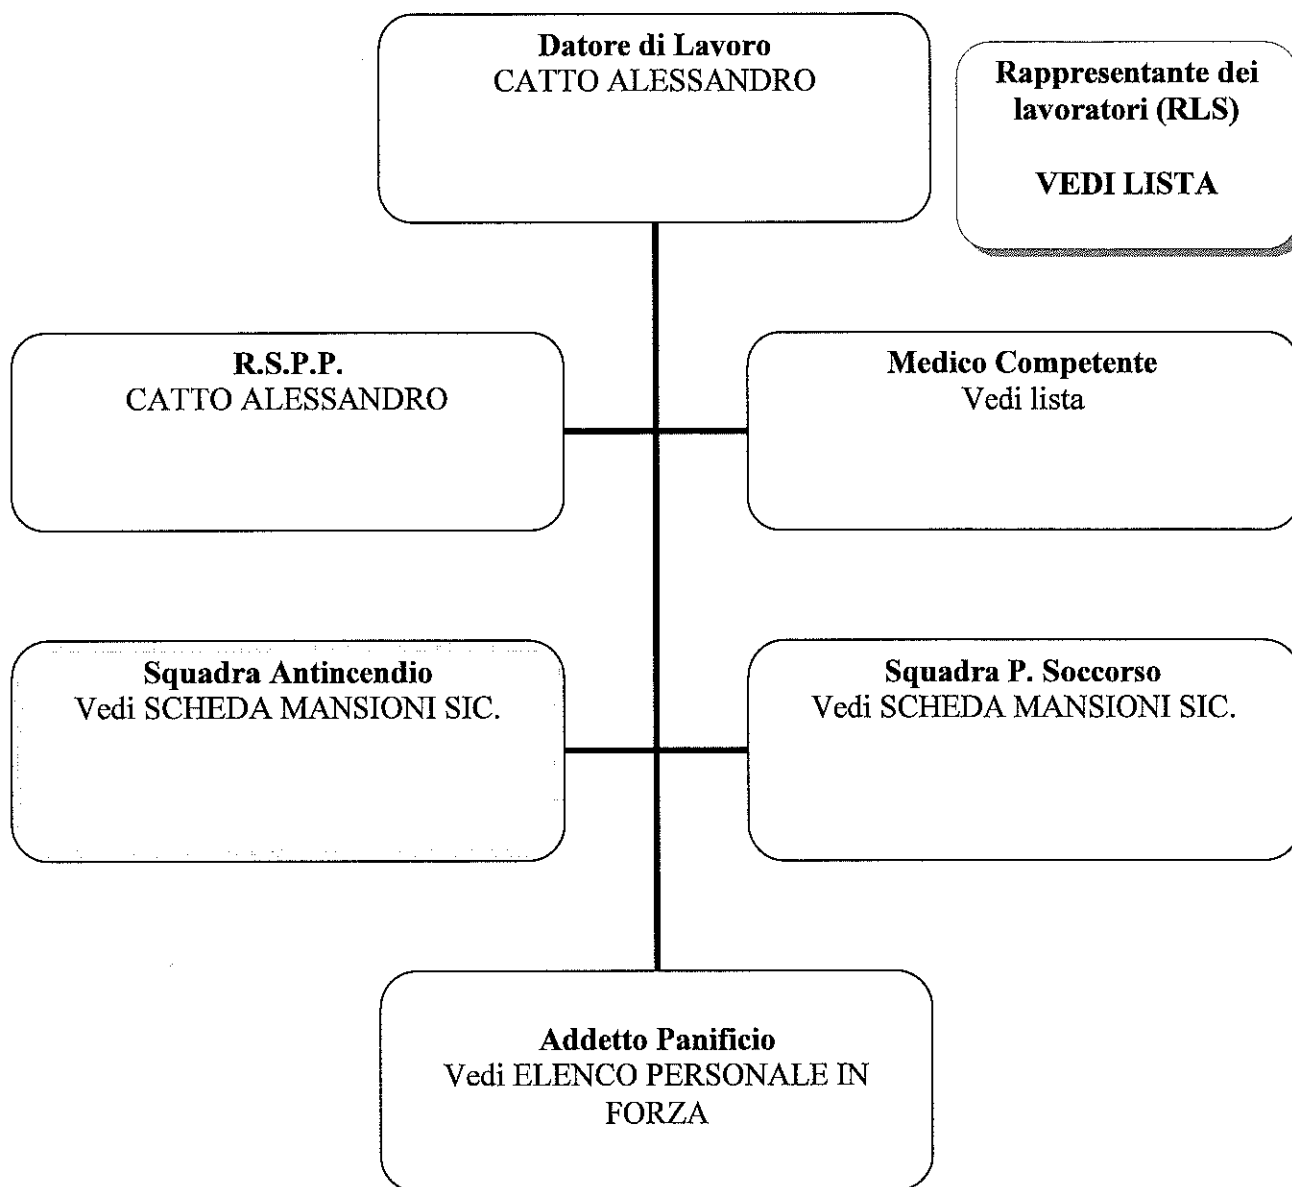 Datore di Lavoro
CATTO ALESSANDRO
Rappresentante dei
lavoratori (RLS)
VEDI LISTA
R.S.P.P.
CATTO ALESSANDRO
Medico Competente
Vedi lista
Squadra Antincendio
Vedi SCHEDA MANSIONI SIC.
Squadra P. Soccorso
Vedi SCHEDA MANSIONI SIC.
Addetto Panificio
Vedi ELENCO PERSONALE IN
FORZA